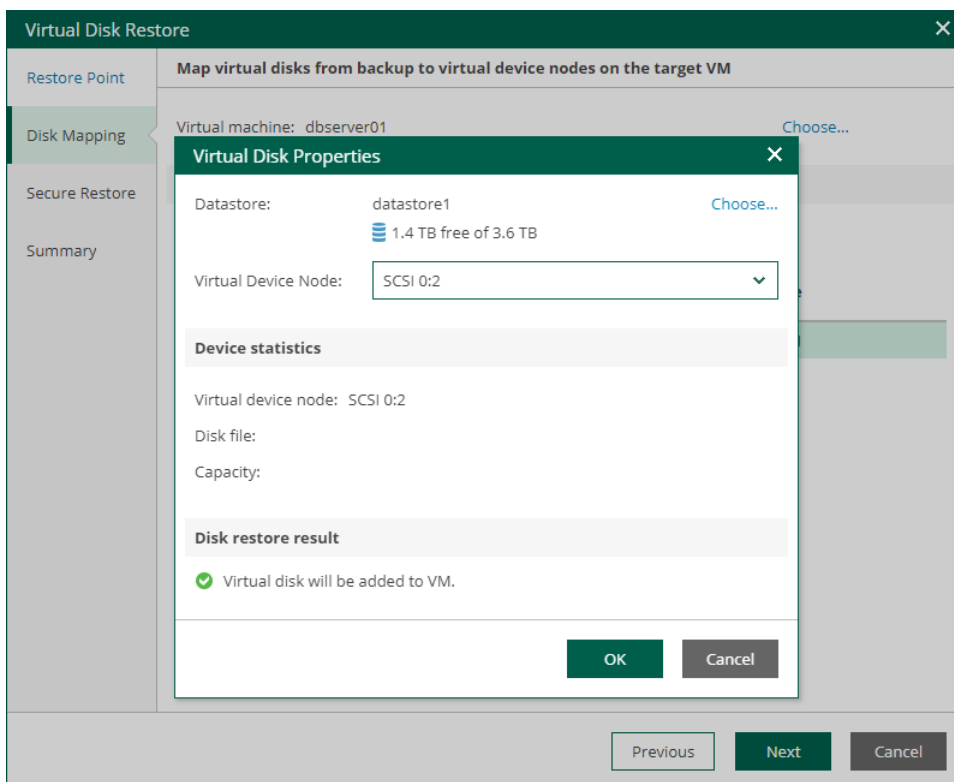 Virtual Disk Restore
Restore Point
Map virtual disks from backup to virtual device nodes on the target VM
Disk Mapping
Virtual machine: dbserver01
Choose...
Virtual Disk Properties
Secure Restore
Datastore:
datastore1
Choose...
1.4 TB free of 3.6 TB
Summary
Virtual Device Node:
SCSI 0:2
Device statistics
Virtual device node: SCSI 0:2
Disk file:
Capacity:
Disk restore result
Virtual disk will be added to VM.
OK
Cancel
Previous
Next
Cancel